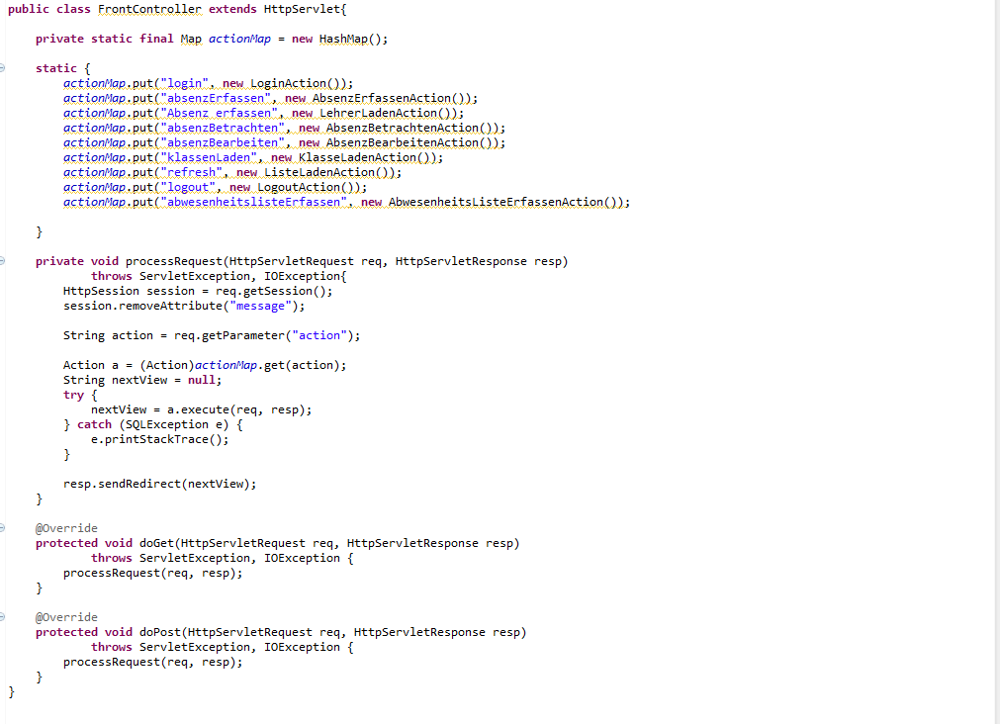 public class FrontController extends HttpServlet{
private static final Map actionMap = new HashMap();
static {
actionMap.put("login", new LoginAction());
actionMap.put("absenzErfassen", new AbsenzErfassenAction());
actionMap.put("Absenz erfassen", new LehrerLadenAction());
actionMap.put("absenzBetrachten", new AbsenzBetrachtenAction());
actionMap.put("absenzBearbeiten", new AbsenzBearbeitenAction());
actionMap.put("klassenLaden", new KlasseLadenAction());
actionMap.put("refresh", new ListeLadenAction());
actionMap.put("logout", new LogoutAction());
actionMap.put("abwesenheitslisteErfassen", new AbwesenheitsListeErfassenAction());
}
private void processRequest(HttpServletRequest req, HttpServletResponse resp)
throws ServletException, IOException{
HttpSession session = req.getSession();
session.removeAttribute("message");
String action = req.getParameter("action");
Action a = (Action)actionMap.get(action);
String nextView = null;
try {
nextView = a.execute(req, resp);
} catch (SQLException e) {
e.printStackTrace();
}
resp.sendRedirect(nextView);
}
@Override
protected void doGet(HttpServletRequest req, HttpServletResponse resp)
throws ServletException, IOException {
processRequest(req, resp);
}
@Override
protected void doPost(HttpServletRequest req, HttpServletResponse resp)
throws ServletException, IOException {
processRequest(req, resp);
}
}